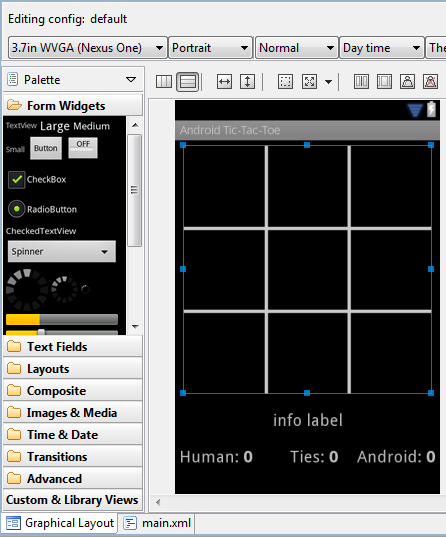 Editing config: default
3.7in WVGA (Nexus One) Portrait Normal Day time The
Palette
Form Widgets
TextView Large Medium
Small Button OFF
CheckBox
RadioButton
CheckedTextView
Spinner
Text Fields
Layouts
Composite
Images & Media
Time & Date
Transitions
Advanced
Custom & Library Views
Android Tic-Tac-Toe
info label
Human: 0 Ties: 0 Android: 0
Graphical Layout main.xml